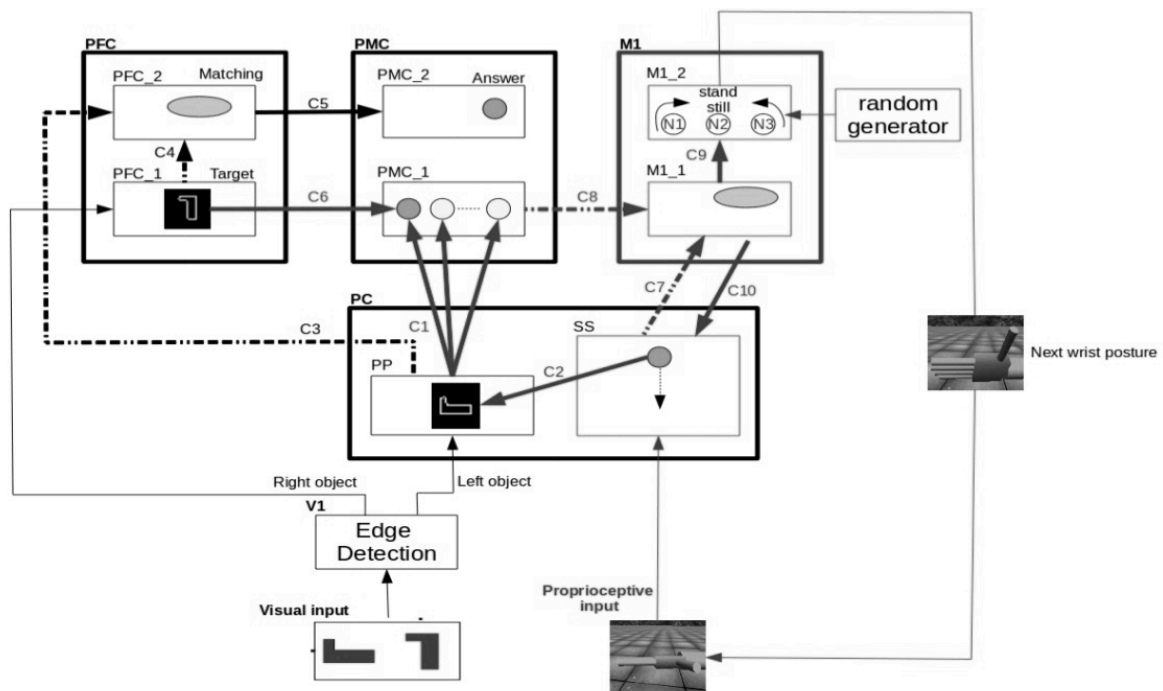 PFC
PMC
M1
PFC_2
Matching
PMC_2
Answer
M1_2
stand
still
N1
N2
N3
random
generator
C5
C4
C9
PFC_1
Target
PMC_1
M1_1
C6
C8
C7
C10
PC
C3
C1
SS
PP
C2
Next wrist posture
Right object
Left object
V1
Edge
Detection
Proprioceptive
input
Visual input